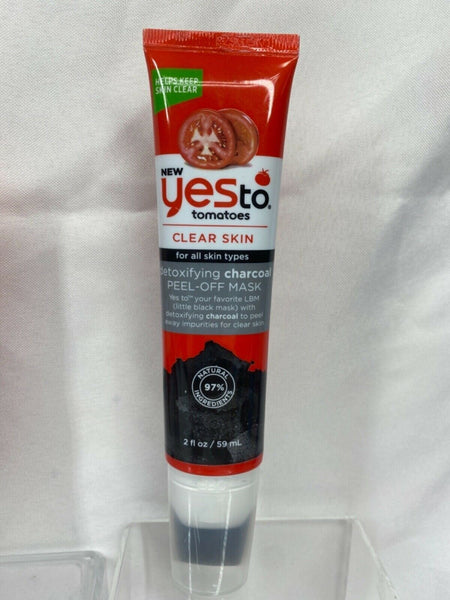 HELPS KEEP
SKIN CLEAR
NEW
yes to
tomatoes
CLEAR SKIN
for all skin types
detoxifying charcoal
PEEL-OFF MASK
Yes to™ your favorite LBM
(little black mask) with
detoxifying charcoal to peel
away impurities for clear skin
NATURAL
97%
INGREDIENTS
2 fl oz / 59 mL